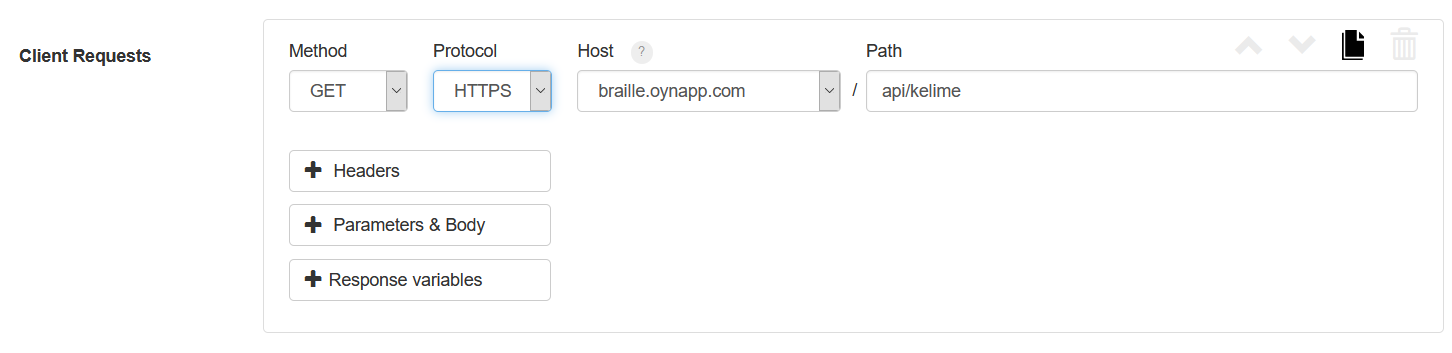 Client Requests
Method Protocol Host ? Path
GET HTTPS braille.oynapp.com / api/kelime
Headers
Parameters & Body
Response variables